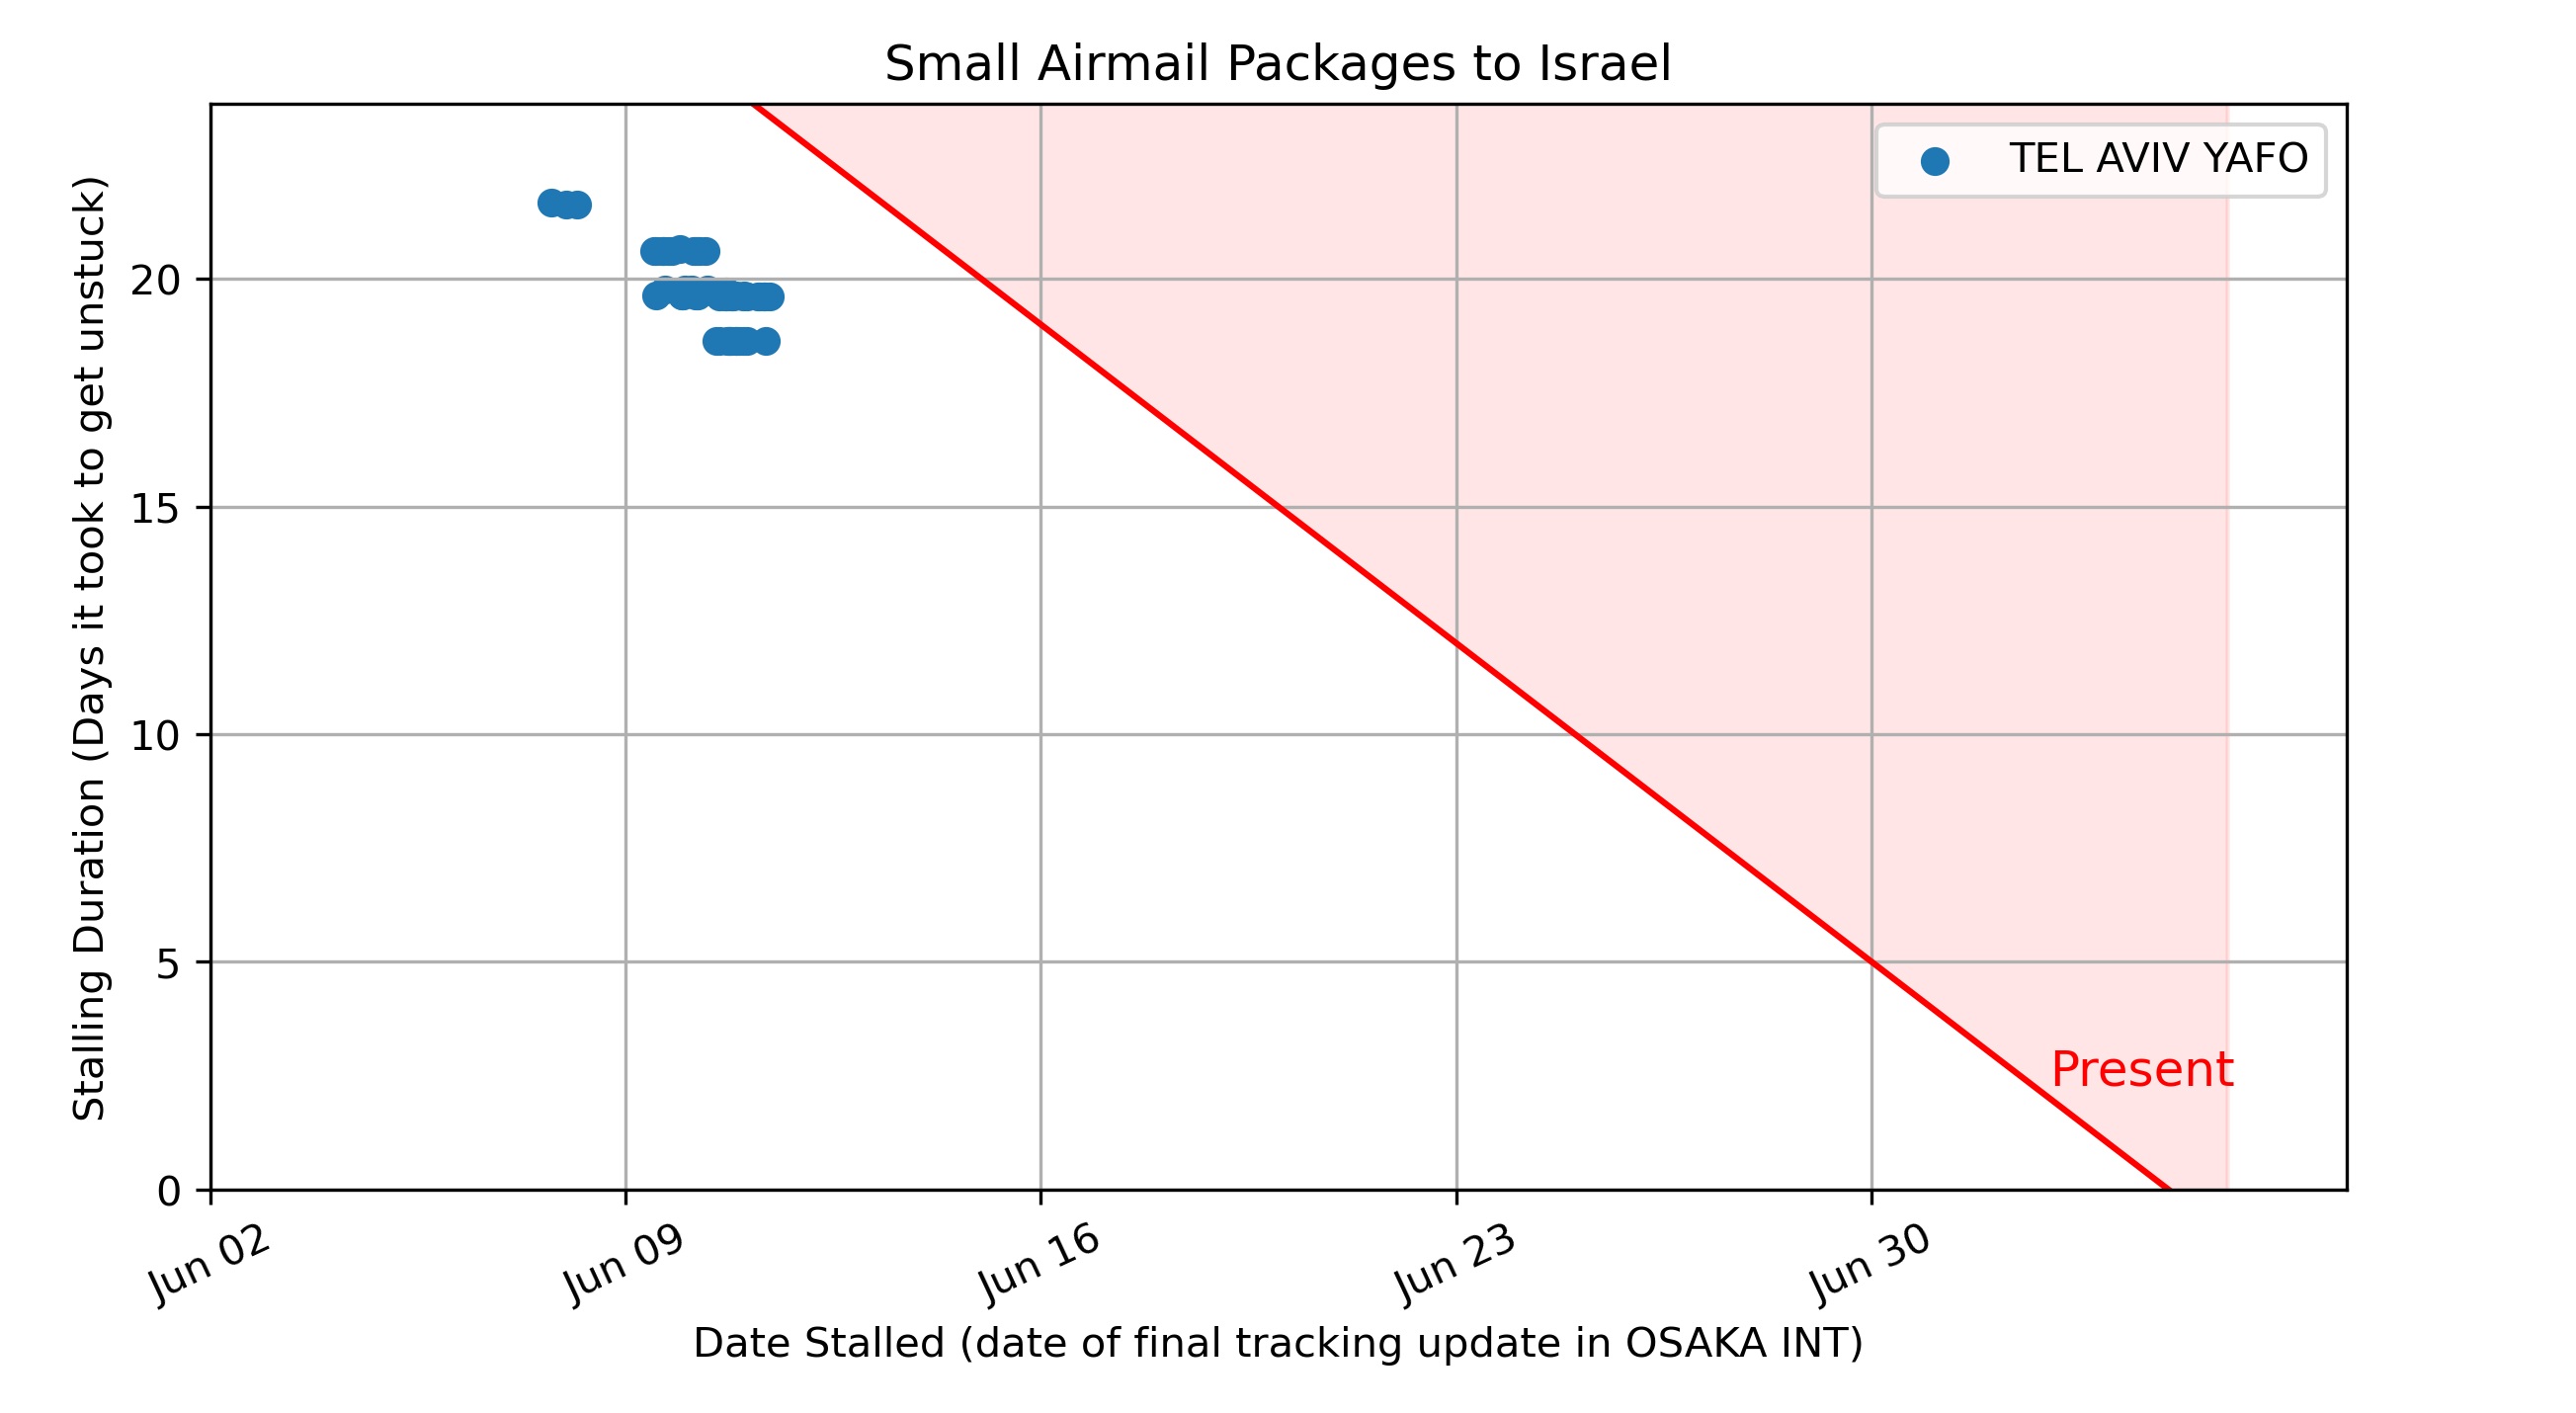 Small Airmail Packages to Israel
TEL AVIV YAFO
Stalling Duration (Days it took to get unstuck)
20
15
10
5
0
Present
Jun 02
Jun 09
Jun 16
Jun 23
Jun 30
Date Stalled (date of final tracking update in OSAKA INT)